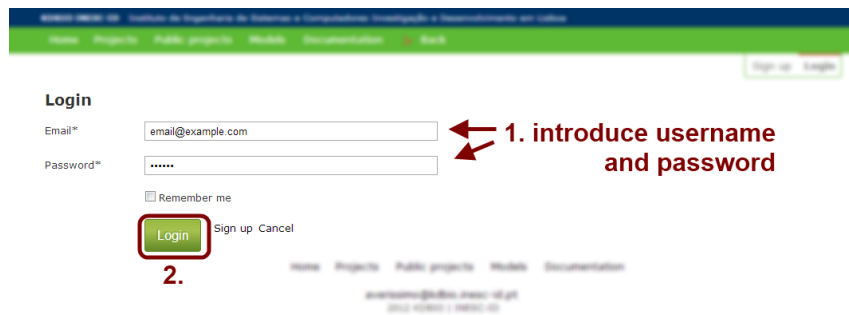 Home Projects Public projects Models Documentation Back
Sign up Login
Login
Email* email@example.com
1. introduce username
and password
Password* ••••••
Remember me
Login Sign up Cancel
2.
Home Projects Public projects Models Documentation